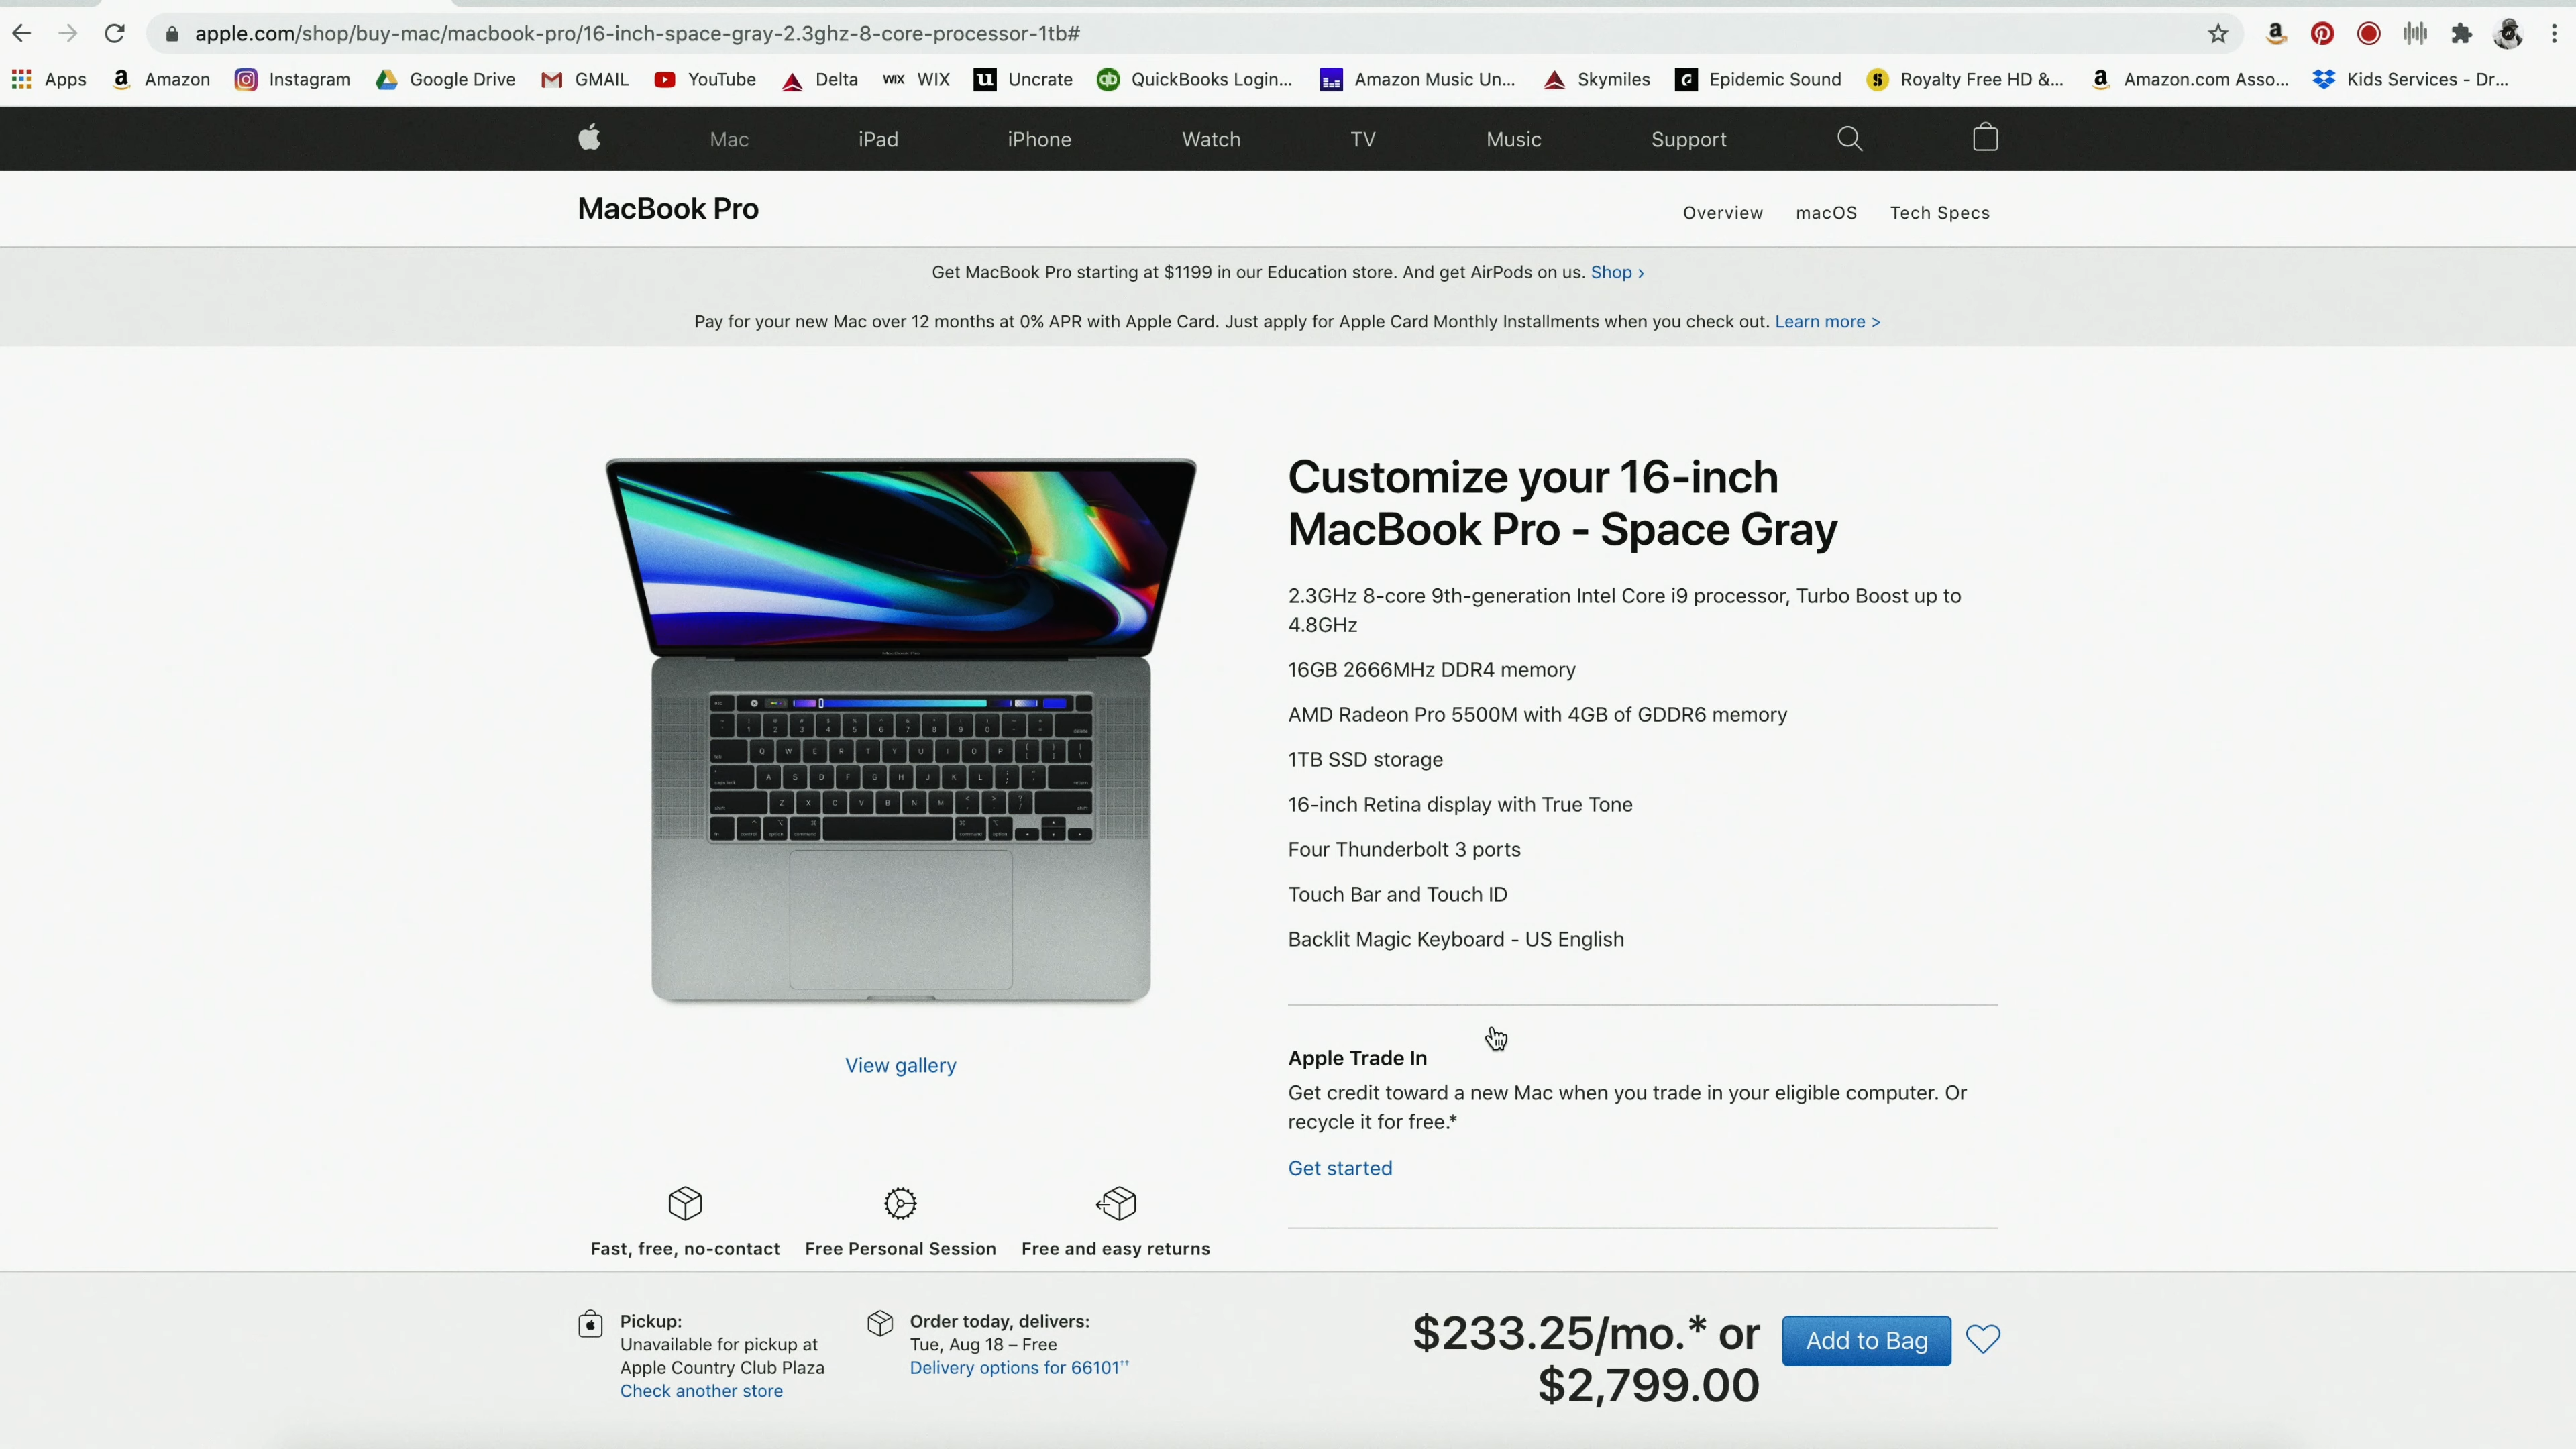 apple.com/shop/buy-mac/macbook-pro/16-inch-space-gray-2.3ghz-8-core-processor-1tb#
Apps Amazon Instagram Google Drive GMAIL YouTube Delta WIX WIX Uncrate QuickBooks Login... Amazon Music Un... Skymiles Epidemic Sound Royalty Free HD &... Amazon.com Asso... Kids Services - Dr...
Mac iPad iPhone Watch TV Music Support
MacBook Pro
Overview macOS Tech Specs
Get MacBook Pro starting at $1199 in our Education store. And get AirPods on us. Shop >
Pay for your new Mac over 12 months at 0% APR with Apple Card. Just apply for Apple Card Monthly Installments when you check out. Learn more >
Customize your 16-inch
MacBook Pro - Space Gray
2.3GHz 8-core 9th-generation Intel Core i9 processor, Turbo Boost up to
4.8GHz
16GB 2666MHz DDR4 memory
AMD Radeon Pro 5500M with 4GB of GDDR6 memory
1TB SSD storage
16-inch Retina display with True Tone
Four Thunderbolt 3 ports
Touch Bar and Touch ID
Backlit Magic Keyboard - US English
View gallery
Apple Trade In
Get credit toward a new Mac when you trade in your eligible computer. Or
recycle it for free.*
Get started
Fast, free, no-contact Free Personal Session Free and easy returns
Pickup:
Unavailable for pickup at
Apple Country Club Plaza
Check another store
Order today, delivers:
Tue, Aug 18 – Free
Delivery options for 66101††
$233.25/mo.* or
$2,799.00
Add to Bag